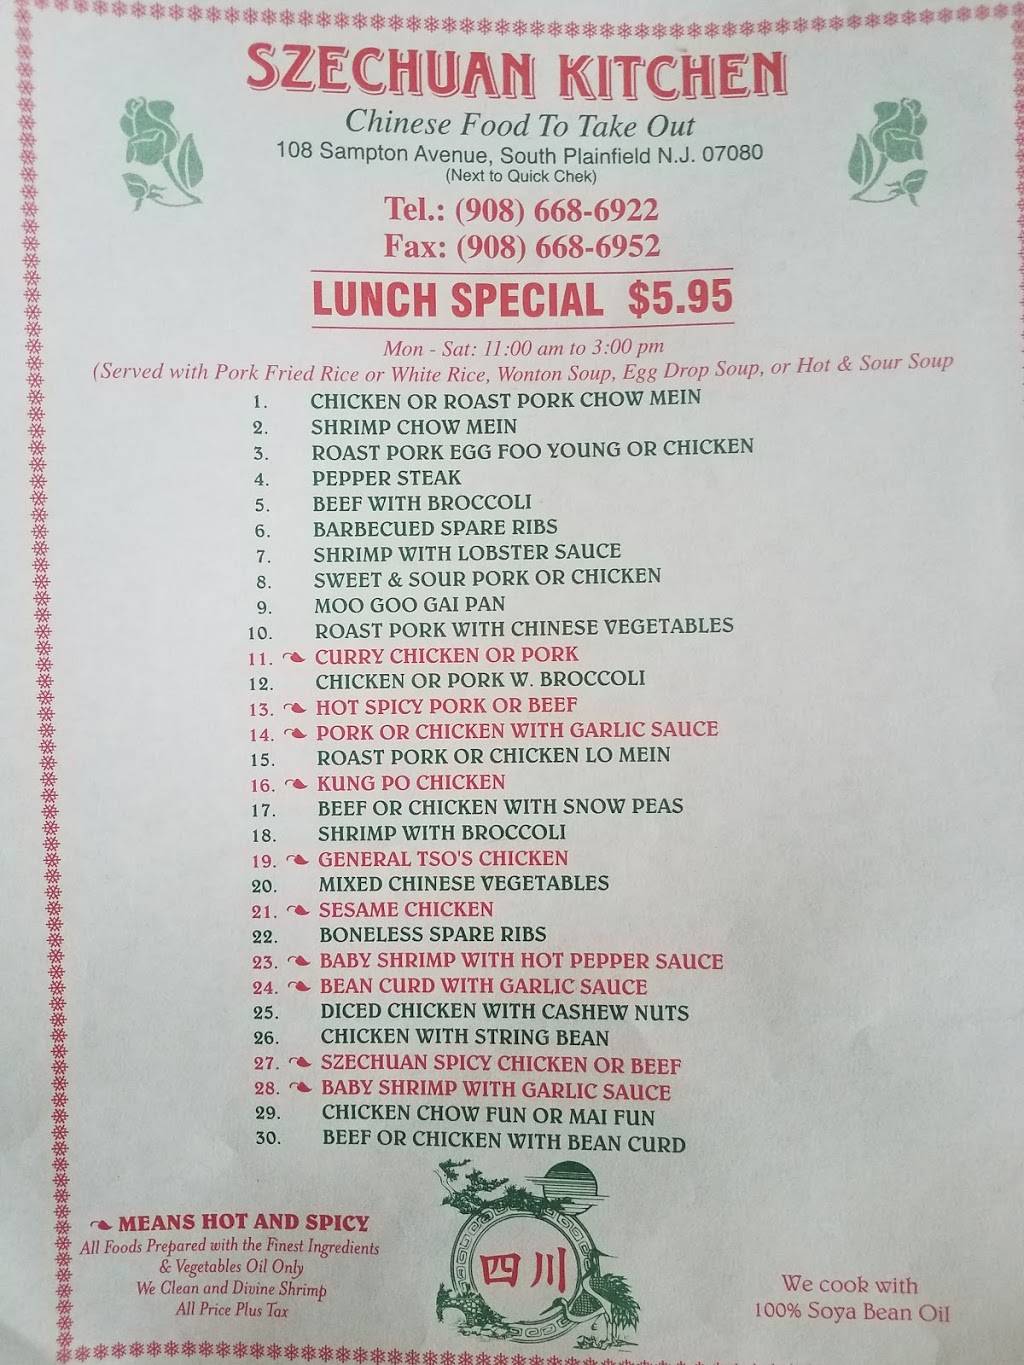 SZECHUAN KITCHEN
Chinese Food To Take Out
108 Sampton Avenue, South Plainfield N.J. 07080
(Next to Quick Chek)
Tel.: (908) 668-6922
Fax: (908) 668-6952
LUNCH SPECIAL $5.95
Mon - Sat: 11:00 am to 3:00 pm
(Served with Pork Fried Rice or White Rice, Wonton Soup, Egg Drop Soup, or Hot & Sour Soup
1. CHICKEN OR ROAST PORK CHOW MEIN
2. SHRIMP CHOW MEIN
3. ROAST PORK EGG FOO YOUNG OR CHICKEN
4. PEPPER STEAK
5. BEEF WITH BROCCOLI
6. BARBECUED SPARE RIBS
7. SHRIMP WITH LOBSTER SAUCE
8. SWEET & SOUR PORK OR CHICKEN
9. MOO GOO GAI PAN
10. ROAST PORK WITH CHINESE VEGETABLES
11. CURRY CHICKEN OR PORK
12. CHICKEN OR PORK W. BROCCOLI
13. HOT SPICY PORK OR BEEF
14. PORK OR CHICKEN WITH GARLIC SAUCE
15. ROAST PORK OR CHICKEN LO MEIN
16. KUNG PO CHICKEN
17. BEEF OR CHICKEN WITH SNOW PEAS
18. SHRIMP WITH BROCCOLI
19. GENERAL TSO'S CHICKEN
20. MIXED CHINESE VEGETABLES
21. SESAME CHICKEN
22. BONELESS SPARE RIBS
23. BABY SHRIMP WITH HOT PEPPER SAUCE
24. BEAN CURD WITH GARLIC SAUCE
25. DICED CHICKEN WITH CASHEW NUTS
26. CHICKEN WITH STRING BEAN
27. SZECHUAN SPICY CHICKEN OR BEEF
28. BABY SHRIMP WITH GARLIC SAUCE
29. CHICKEN CHOW FUN OR MAI FUN
30. BEEF OR CHICKEN WITH BEAN CURD
MEANS HOT AND SPICY
All Foods Prepared with the Finest Ingredients
& Vegetables Oil Only
We Clean and Divine Shrimp
All Price Plus Tax
四川
We cook with
100% Soya Bean Oil